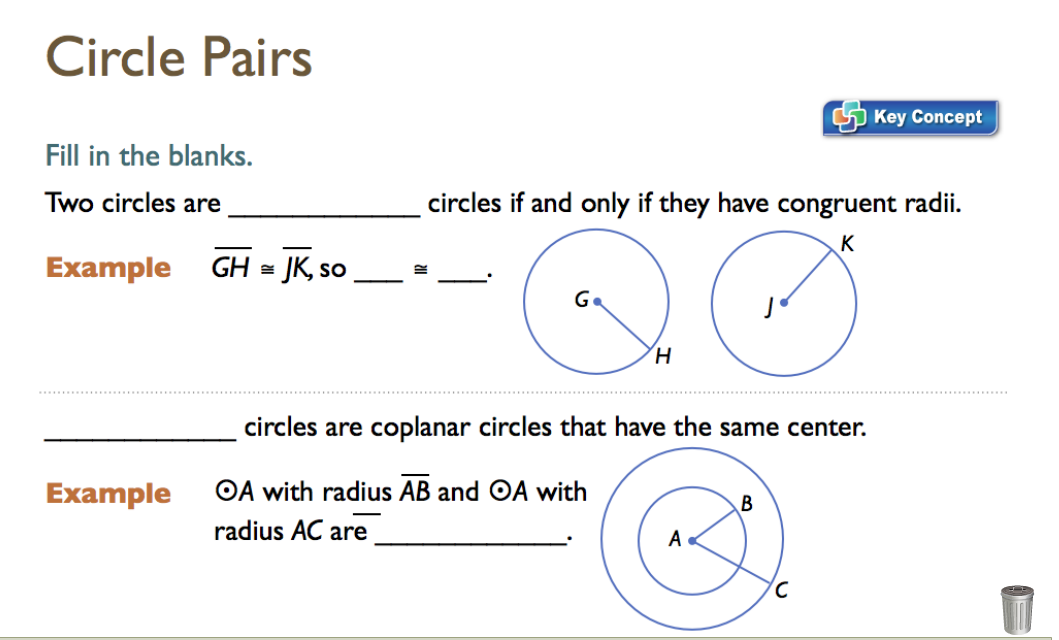 Circle Pairs
Key Concept
Fill in the blanks.
Two circles are ____________ circles if and only if they have congruent radii.
Example GH ≅ JK, so ___ ≅ ___.
G
H
J
K
____________ circles are coplanar circles that have the same center.
Example ⊙A with radius AB and ⊙A with
radius AC are ____________.
A
B
C